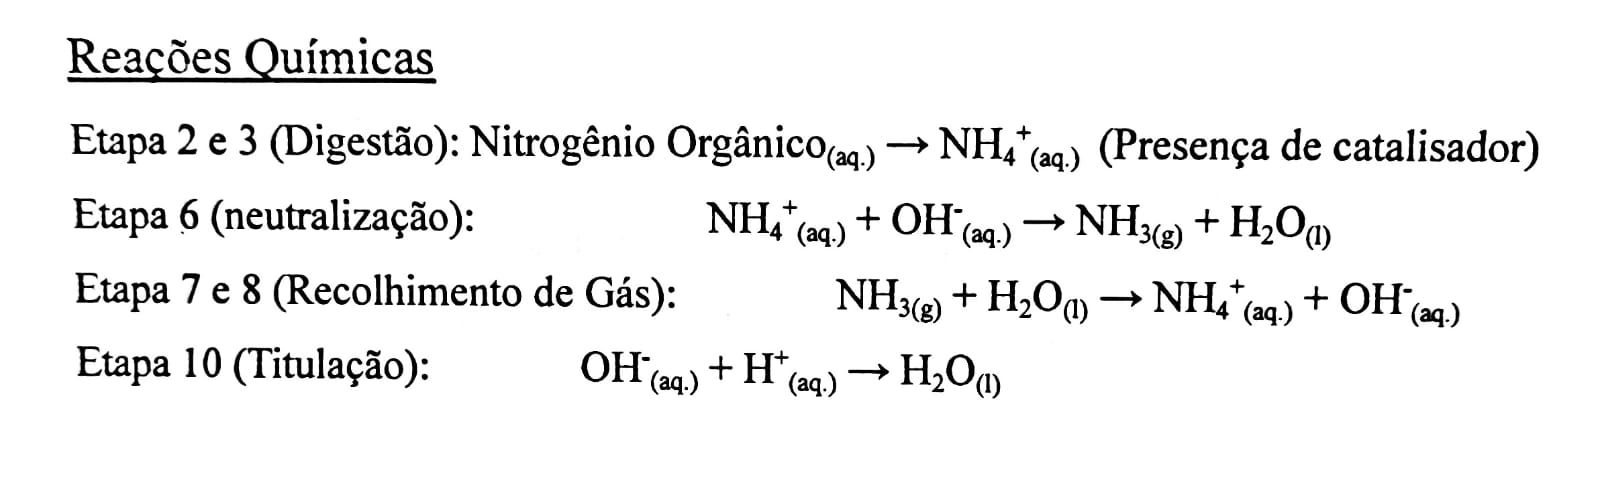 Reações Químicas
Etapa 2 e 3 (Digestão): Nitrogênio Orgânico(aq.) → NH₄⁺(aq.) (Presença de catalisador)
Etapa 6 (neutralização): NH₄⁺(aq.) + OH⁻(aq.) → NH₃(g) + H₂O(l)
Etapa 7 e 8 (Recolhimento de Gás): NH₃(g) + H₂O(l) → NH₄⁺(aq.) + OH⁻(aq.)
Etapa 10 (Titulação): OH⁻(aq.) + H⁺(aq.) → H₂O(l)